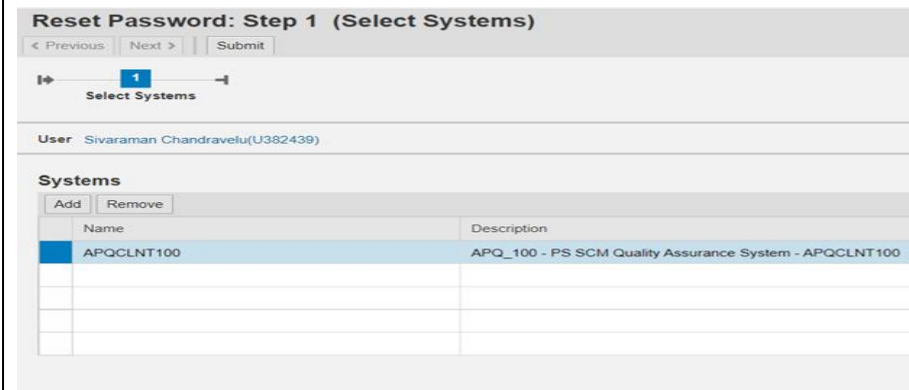 Reset Password: Step 1 (Select Systems)
< Previous Next > Submit
1
Select Systems
User Sivaraman Chandravelu(U382439)
Systems
Add Remove
Name Description
APQCLNT100 APQ_100 - PS SCM Quality Assurance System - APQCLNT100